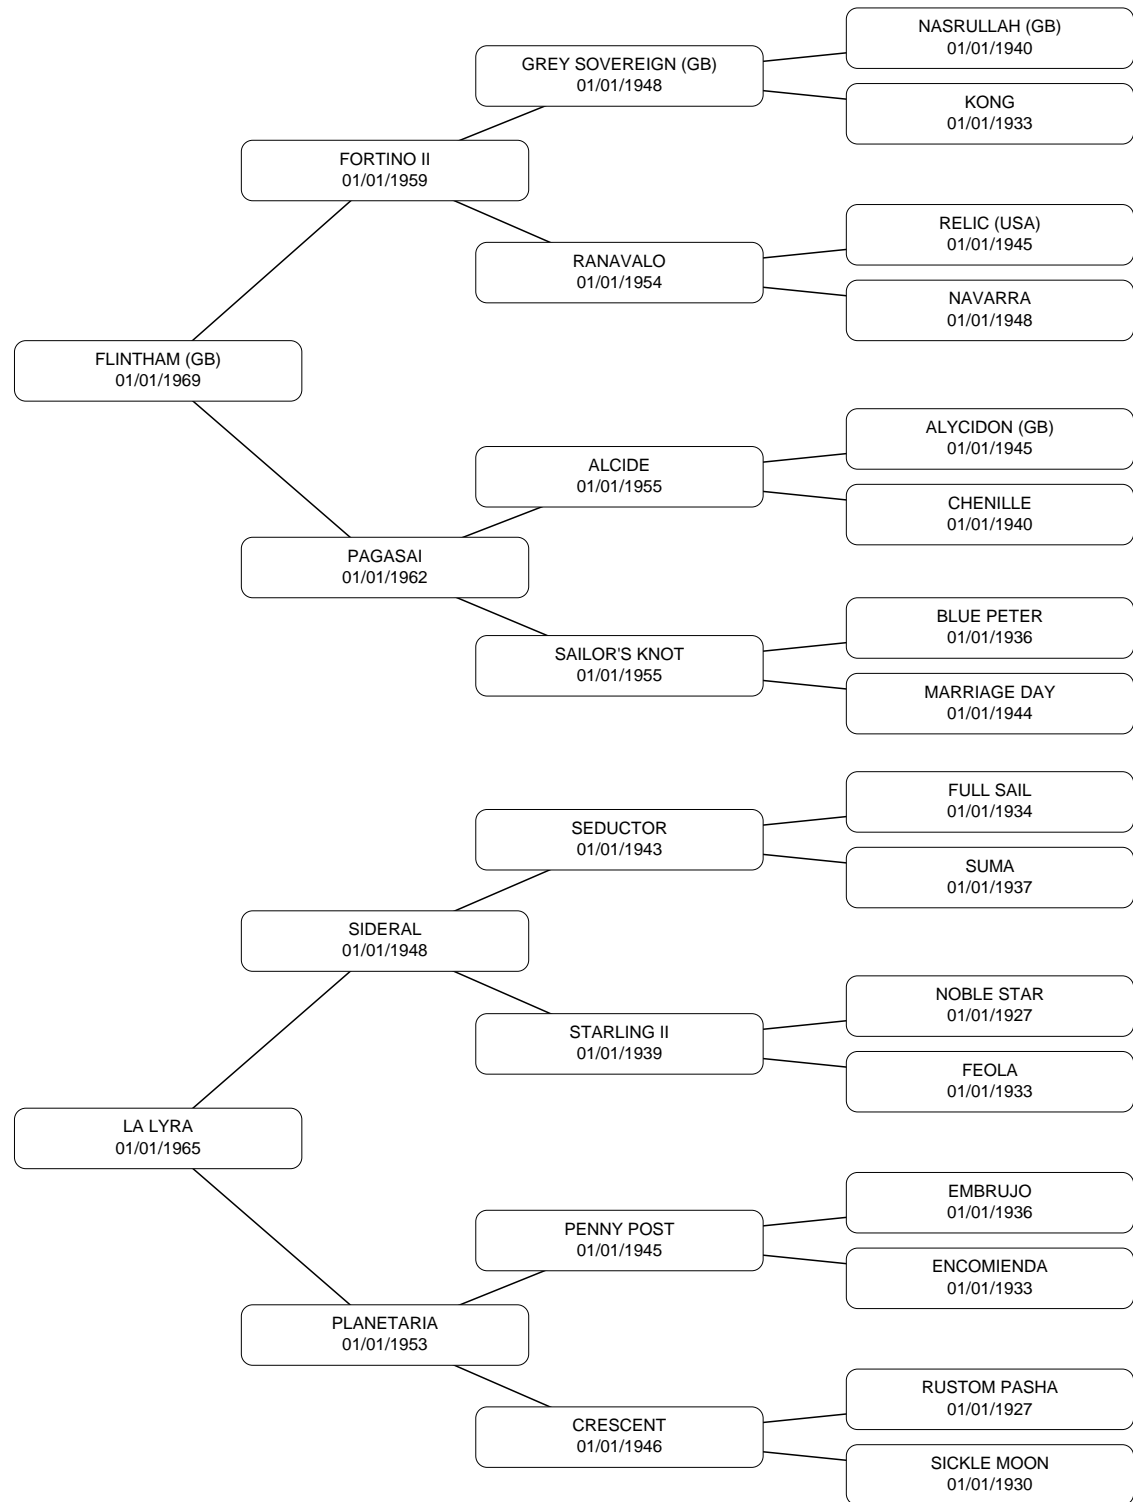 NASRULLAH (GB)
01/01/1940
GREY SOVEREIGN (GB)
01/01/1948
KONG
01/01/1933
FORTINO II
01/01/1959
RELIC (USA)
01/01/1945
RANAVALO
01/01/1954
NAVARRA
01/01/1948
FLINTHAM (GB)
01/01/1969
ALYCIDON (GB)
01/01/1945
ALCIDE
01/01/1955
CHENILLE
01/01/1940
PAGASAI
01/01/1962
BLUE PETER
01/01/1936
SAILOR'S KNOT
01/01/1955
MARRIAGE DAY
01/01/1944
FULL SAIL
01/01/1934
SEDUCTOR
01/01/1943
SUMA
01/01/1937
SIDERAL
01/01/1948
NOBLE STAR
01/01/1927
STARLING II
01/01/1939
FEOLA
01/01/1933
LA LYRA
01/01/1965
EMBRUJO
01/01/1936
PENNY POST
01/01/1945
ENCOMIENDA
01/01/1933
PLANETARIA
01/01/1953
RUSTOM PASHA
01/01/1927
CRESCENT
01/01/1946
SICKLE MOON
01/01/1930